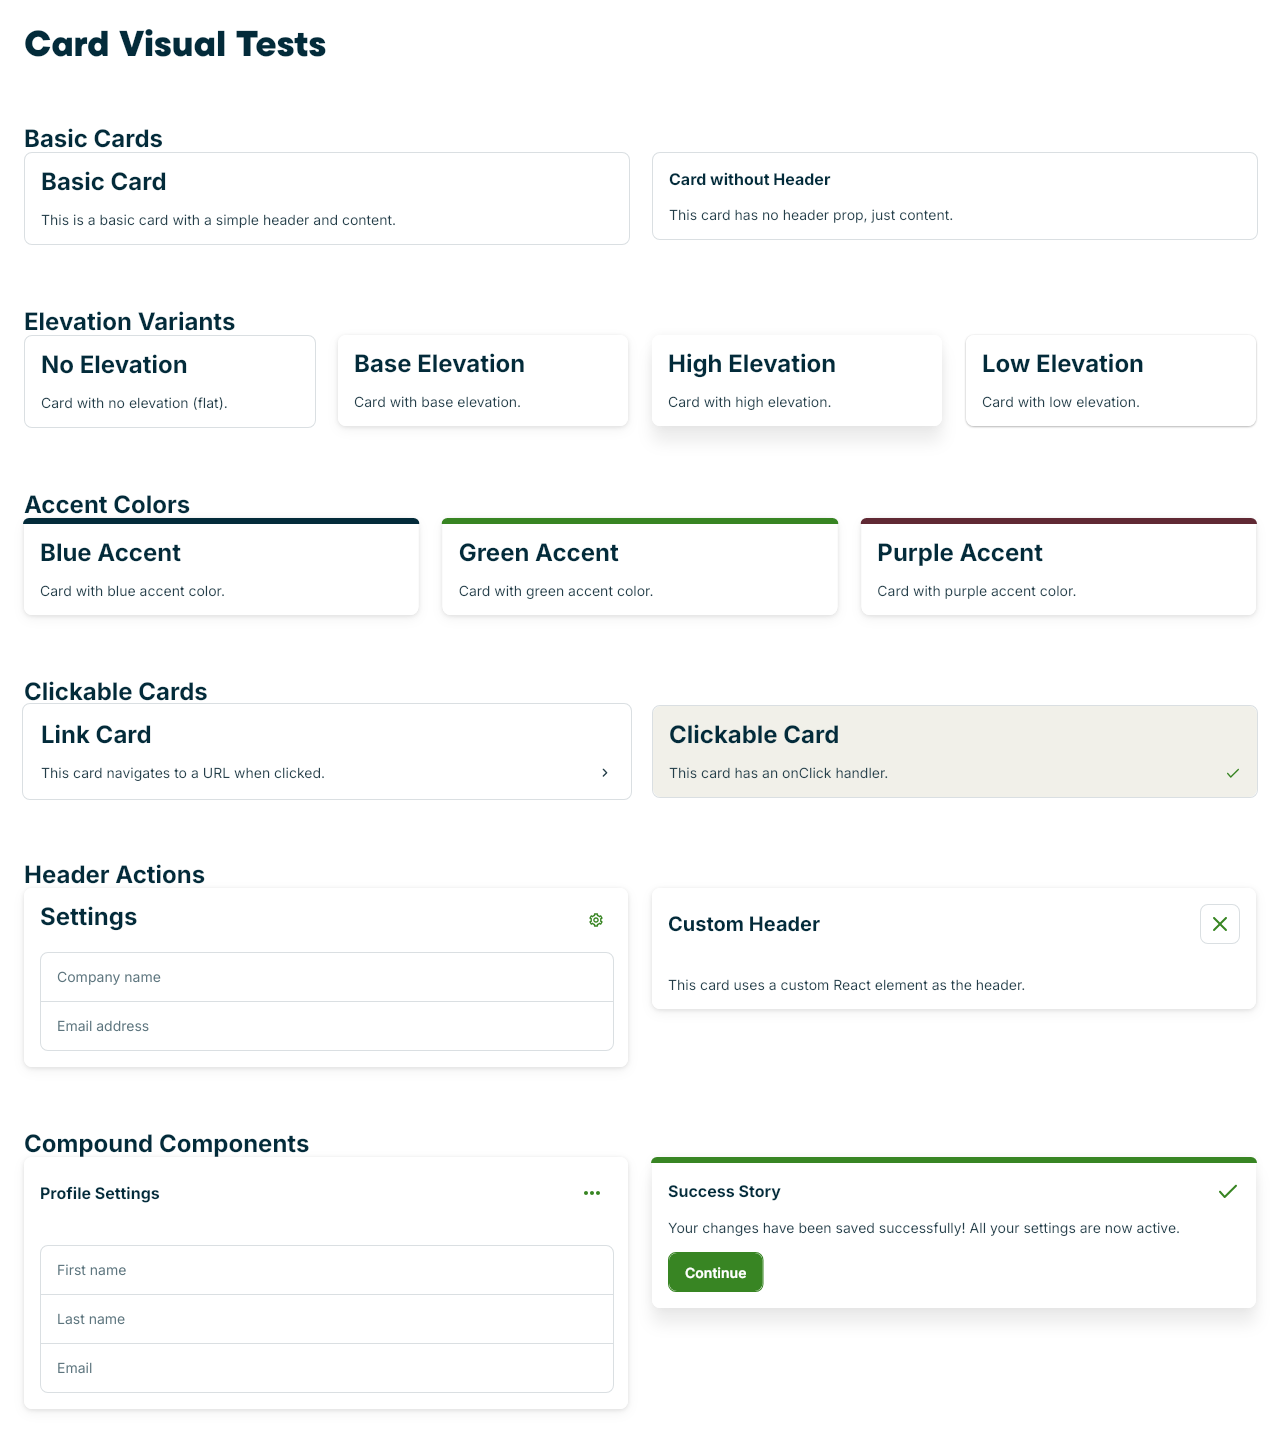 Card Visual Tests
Basic Cards
Basic Card
This is a basic card with a simple header and content.
Card without Header
This card has no header prop, just content.
Elevation Variants
No Elevation
Card with no elevation (flat).
Base Elevation
Card with base elevation.
High Elevation
Card with high elevation.
Low Elevation
Card with low elevation.
Accent Colors
Blue Accent
Card with blue accent color.
Green Accent
Card with green accent color.
Purple Accent
Card with purple accent color.
Clickable Cards
Link Card
This card navigates to a URL when clicked.
Clickable Card
This card has an onClick handler.
Header Actions
Settings
Company name
Email address
Custom Header
This card uses a custom React element as the header.
Compound Components
Profile Settings
First name
Last name
Email
Success Story
Your changes have been saved successfully! All your settings are now active.
Continue